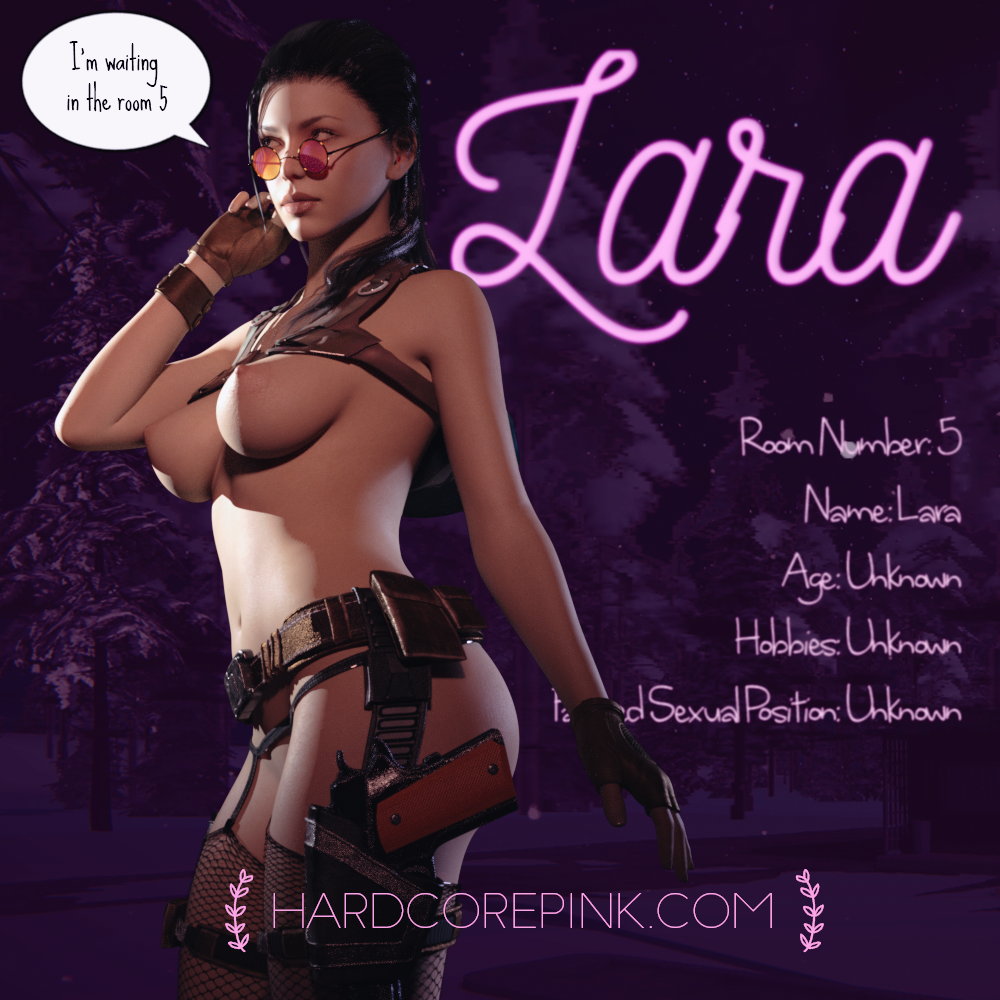 I'm waiting
in the room 5
Lara
Room Number: 5
Name: Lara
Age: Unknown
Hobbies: Unknown
Sexual Position: Unknown
HARDCOREPINK.COM